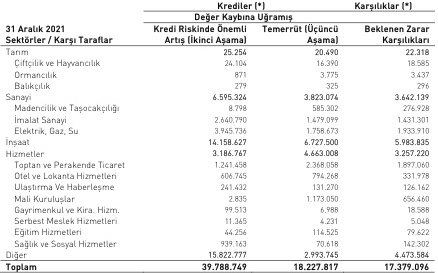 Krediler (*) Karşılıklar (*)
Değer Kaybına Uğramış
31 Aralık 2021 Kredi Riskinde Önemli Temerrüt (Üçüncü Beklenen Zarar
Sektörler / Karşı Taraflar Artış (İkinci Aşama) Aşama) Karşılıkları
Tarım 25.254 20.490 22.318
Çiftçilik ve Hayvancılık 24.104 16.390 18.585
Ormancılık 871 3.775 3.437
Balıkçılık 279 325 296
Sanayi 6.595.324 3.823.074 3.642.139
Madencilik ve Taşocakçılığı 8.798 585.302 276.928
İmalat Sanayi 2.640.790 1.479.099 1.431.301
Elektrik, Gaz, Su 3.945.736 1.758.673 1.933.910
İnşaat 14.158.627 6.727.500 5.983.835
Hizmetler 3.186.767 4.663.008 3.257.220
Toptan ve Perakende Ticaret 1.241.458 2.368.058 1.897.060
Otel ve Lokanta Hizmetleri 606.745 794.268 331.978
Ulaştırma Ve Haberleşme 241.432 131.270 126.162
Mali Kuruluşlar 2.835 1.173.050 656.460
Gayrimenkul ve Kira. Hizm. 99.513 6.988 18.588
Serbest Meslek Hizmetleri 11.365 4.231 5.048
Eğitim Hizmetleri 44.256 114.525 79.622
Sağlık ve Sosyal Hizmetler 939.163 70.618 142.302
Diğer 15.822.777 2.993.745 4.473.584
Toplam 39.788.749 18.227.817 17.379.096